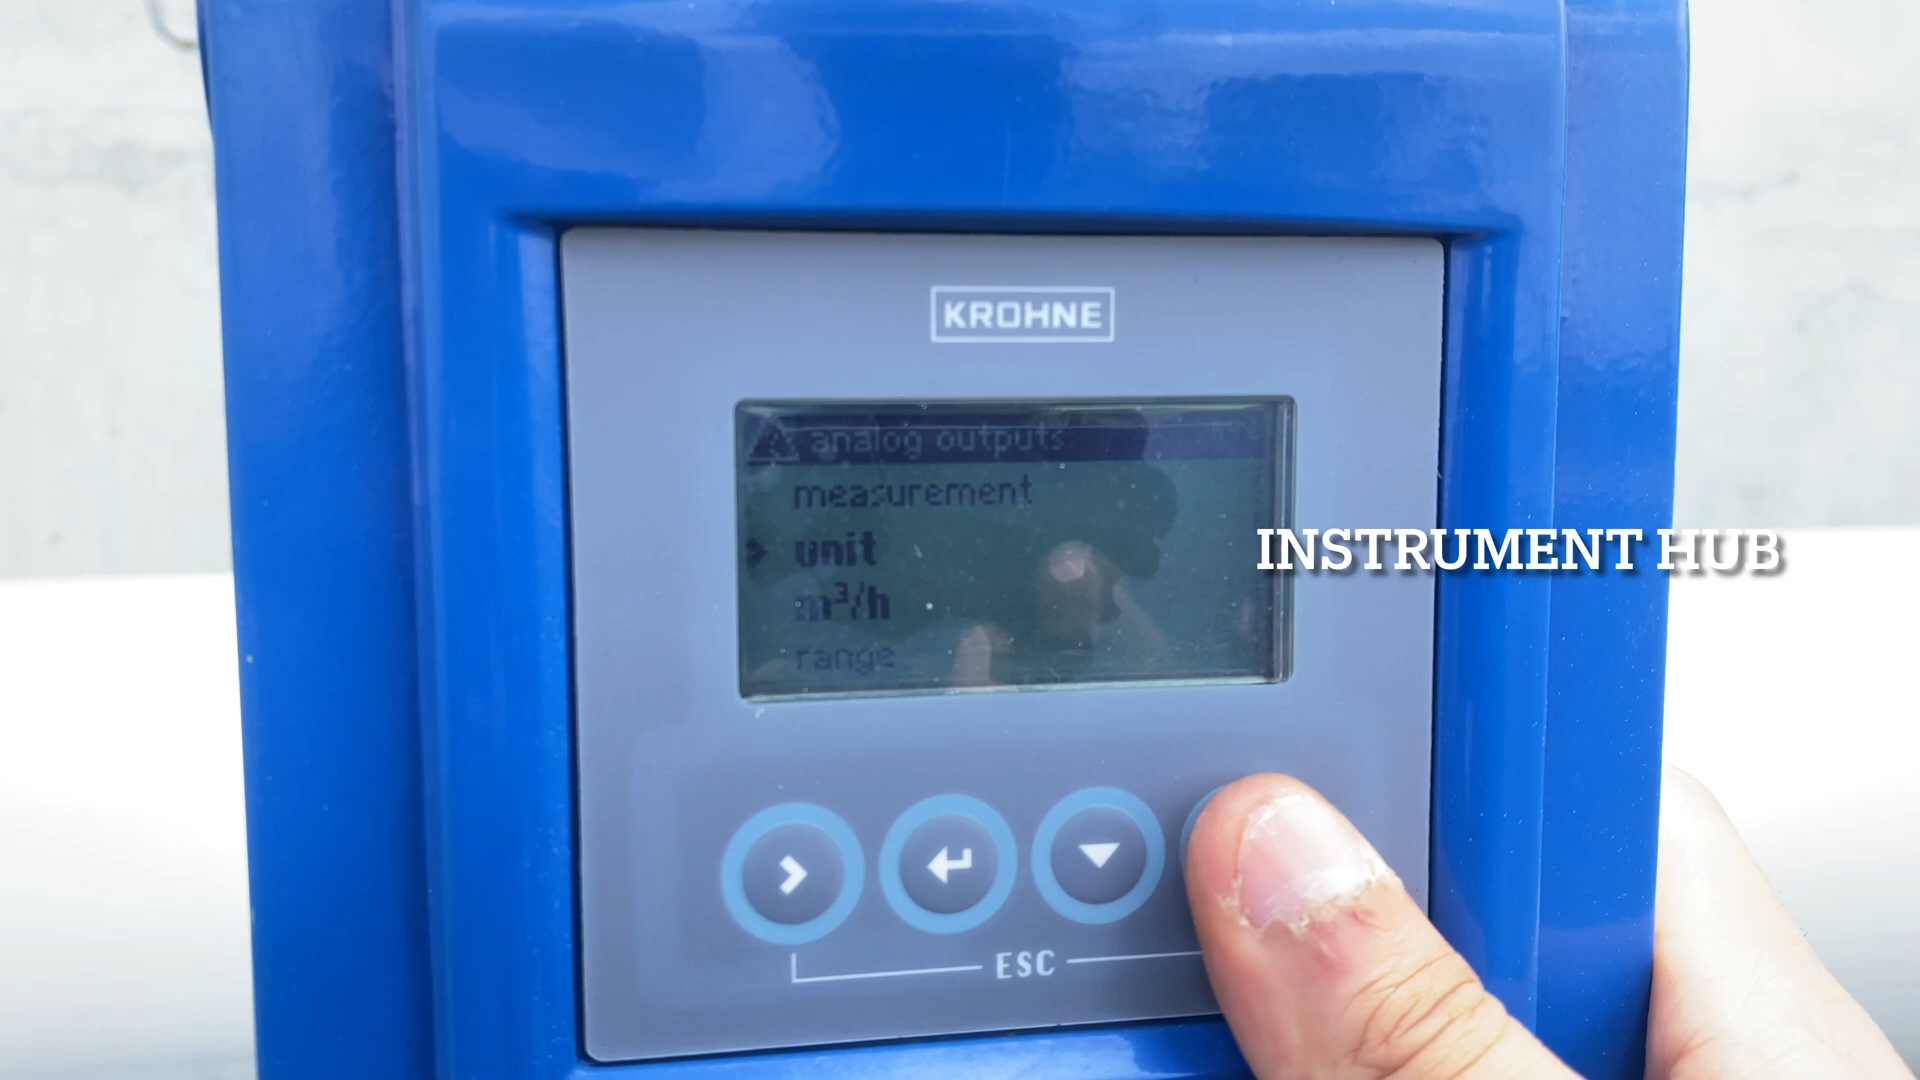 KROHNE
analog outputs
measurement
unit
m³/h
range
INSTRUMENT HUB
ESC